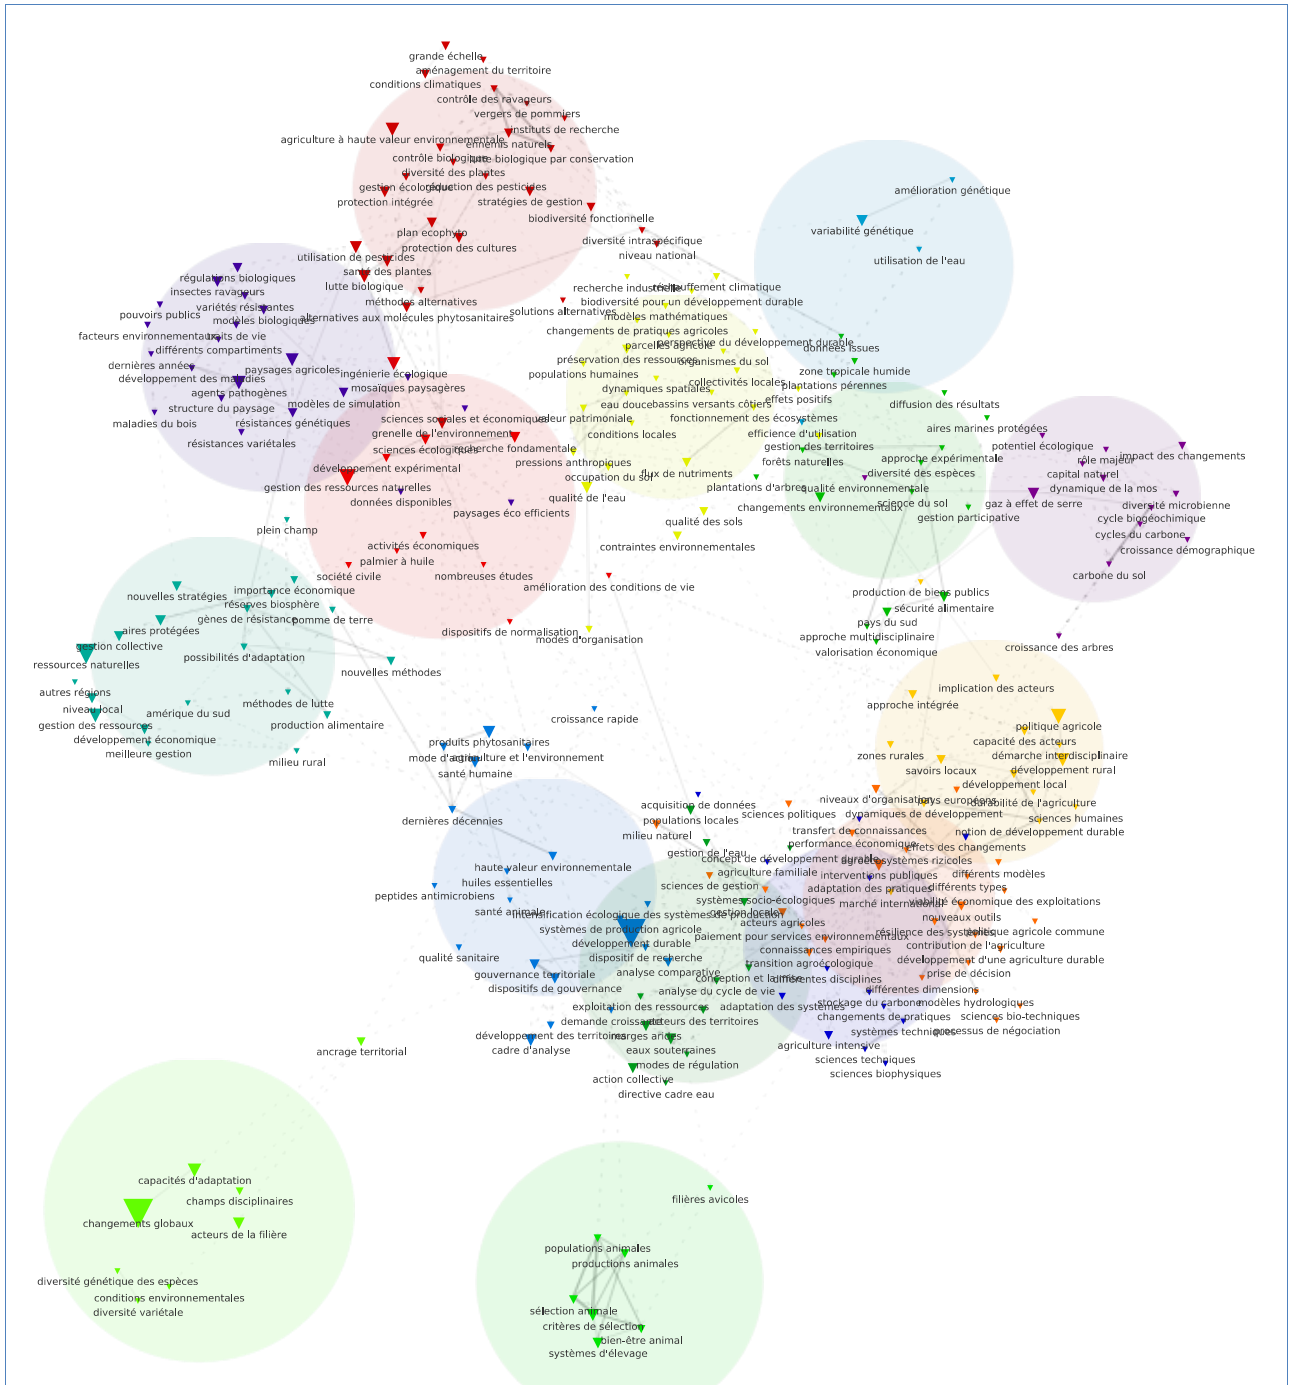 grande échelle
aménagement du territoire
conditions climatiques
contrôle des ravageurs
vergers de pommiers
instituts de recherche
agriculture à haute valeur environnementale
ennemis naturels
contrôle biologique
lutte biologique par conservation
diversité des plantes
gestion écologique
réduction des pesticides
protection intégrée
stratégies de gestion
biodiversité fonctionnelle
plan ecophyto
protection des cultures
diversité intraspécifique
niveau national
utilisation de pesticides
santé des plantes
lutte biologique
méthodes alternatives
alternatives aux molécules phytosanitaires
solutions alternatives
amélioration génétique
variabilité génétique
utilisation de l'eau
régulations biologiques
insectes ravageurs
variétés résistantes
pouvoirs publics
modèles biologiques
facteurs environnementaux
traits de vie
différents compartiments
dernières années
paysages agricoles
développement des maladies
agents pathogènes
modèles de simulation
structure du paysage
résistances génétiques
maladies du bois
résistances variétales
ingénierie écologique
mosaïques paysagères
sciences sociales et économiques
grenelle de l'environnement
sciences écologiques
recherche fondamentale
développement expérimental
gestion des ressources naturelles
données disponibles
paysages éco efficients
activités économiques
palmier à huile
société civile
nombreuses études
dispositifs de normalisation
recherche industrielle
réchauffement climatique
biodiversité pour un développement durable
modèle mathématiques
changements de pratiques agricoles
perspective du développement durable
parcelles agricole
préservation des ressources
organismes du sol
populations humaines
collectivités locales
dynamiques spatiales
effets positifs
eau douce
bassins versants côtiers
valeur patrimoniale
fonctionnement des écosystèmes
conditions locales
efficience d'utilisation
pressions anthropiques
occupation du sol
flux de nutriments
qualité de l'eau
qualité des sols
contraintes environnementales
amélioration des conditions de vie
modes d'organisation
données issues
zone tropicale humide
plantations pérennes
diffusion des résultats
aires marines protégées
gestion des territoires
approche expérimentale
forêts naturelles
diversité des espèces
plantations d'arbres
qualité environnementale
changements environnementaux
science du sol
gestion participative
potentiel écologique
impact des changements
rôle majeur
capital naturel
dynamique de la mos
gaz à effet de serre
diversité microbienne
cycle biogéochimique
cycles du carbone
croissance démographique
carbone du sol
croissance des arbres
production de biens publics
sécurité alimentaire
pays du sud
approche multidisciplinaire
valorisation économique
plein champ
nouvelles stratégies
importance économique
réserves biosphère
gènes de résistance
pomme de terre
aires protégées
gestion collective
ressources naturelles
possibilités d'adaptation
nouvelles méthodes
autres régions
niveau local
méthodes de lutte
amérique du sud
gestion des ressources
production alimentaire
développement économique
meilleure gestion
milieu rural
implication des acteurs
approche intégrée
politique agricole
capacité des acteurs
démarche interdisciplinaire
zones rurales
savoirs locaux
développement rural
développement local
durabilité de l'agriculture
sciences humaines
notion de développement durable
croissance rapide
produits phytosanitaires
mode d'action
agriculture et l'environnement
santé humaine
dernières décennies
haute valeur environnementale
huiles essentielles
peptides antimicrobiens
santé animale
intensification écologique des systèmes de production
systèmes de production agricole
développement durable
qualité sanitaire
dispositif de recherche
analyse comparative
gouvernance territoriale
dispositifs de gouvernance
demande croissante
développement des territoires
cadre d'analyse
acquisition de données
populations locales
milieu naturel
gestion de l'eau
sciences politiques
niveaux d'organisation
pays européens
dynamiques de développement
transfert de connaissances
performance économique
effets des changements
concept de développement durable
agroécosystèmes rizicoles
agriculture familiale
interventions publiques
différents modèles
sciences de gestion
adaptation des pratiques
différents types
systèmes socio-écologiques
marché international
viabilité économique des exploitations
gestion locale
acteurs agricoles
nouveaux outils
paiement pour services environnementaux
résilience des systèmes
politique agricole commune
connaissances empiriques
contribution de l'agriculture
transition agroécologique
développement d'une agriculture durable
conception et la mise
différentes disciplines
prise de décision
analyse du cycle de vie
différentes dimensions
exploitation des ressources
adaptation des systèmes
stockage du carbone
modèles hydrologiques
acteurs des territoires
changements de pratiques
sciences bio-techniques
marges arides
systèmes techniques
processus de négociation
eaux souterraines
agriculture intensive
modes de régulation
sciences techniques
action collective
sciences biophysiques
directive cadre eau
ancrage territorial
capacités d'adaptation
champs disciplinaires
changements globaux
acteurs de la filière
diversité génétique des espèces
conditions environnementales
diversité variétale
filières avicoles
populations animales
productions animales
sélection animale
critères de sélection
bien-être animal
systèmes d'élevage